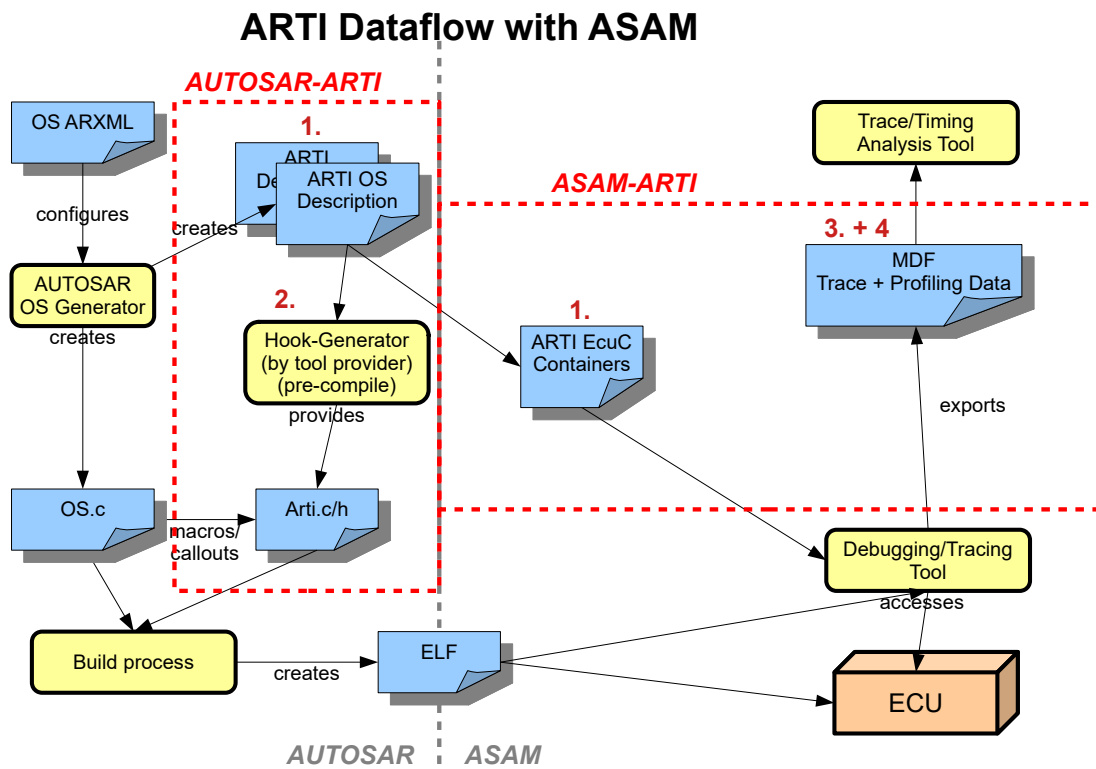 ARTI Dataflow with ASAM
AUTOSAR-ARTI
OS ARXML
1.
ARTI
De
ARTI OS
Description
Trace/Timing
Analysis Tool
ASAM-ARTI
configures
creates
3. + 4
MDF
Trace + Profiling Data
AUTOSAR
OS Generator
creates
2.
Hook-Generator
(by tool provider)
(pre-compile)
provides
1.
ARTI EcuC
Containers
exports
OS.c
macros/
callouts
Arti.c/h
Debugging/Tracing
Tool
accesses
Build process
creates
ELF
ECU
AUTOSAR
ASAM